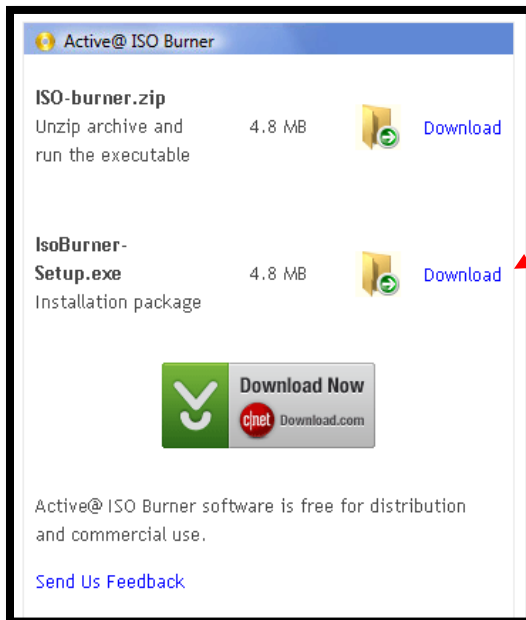 Active@ ISO Burner
ISO-burner.zip
Unzip archive and
run the executable
4.8 MB
Download
IsoBurner-
Setup.exe
Installation package
4.8 MB
Download
Download Now
c|net Download.com
Active@ ISO Burner software is free for distribution
and commercial use.
Send Us Feedback